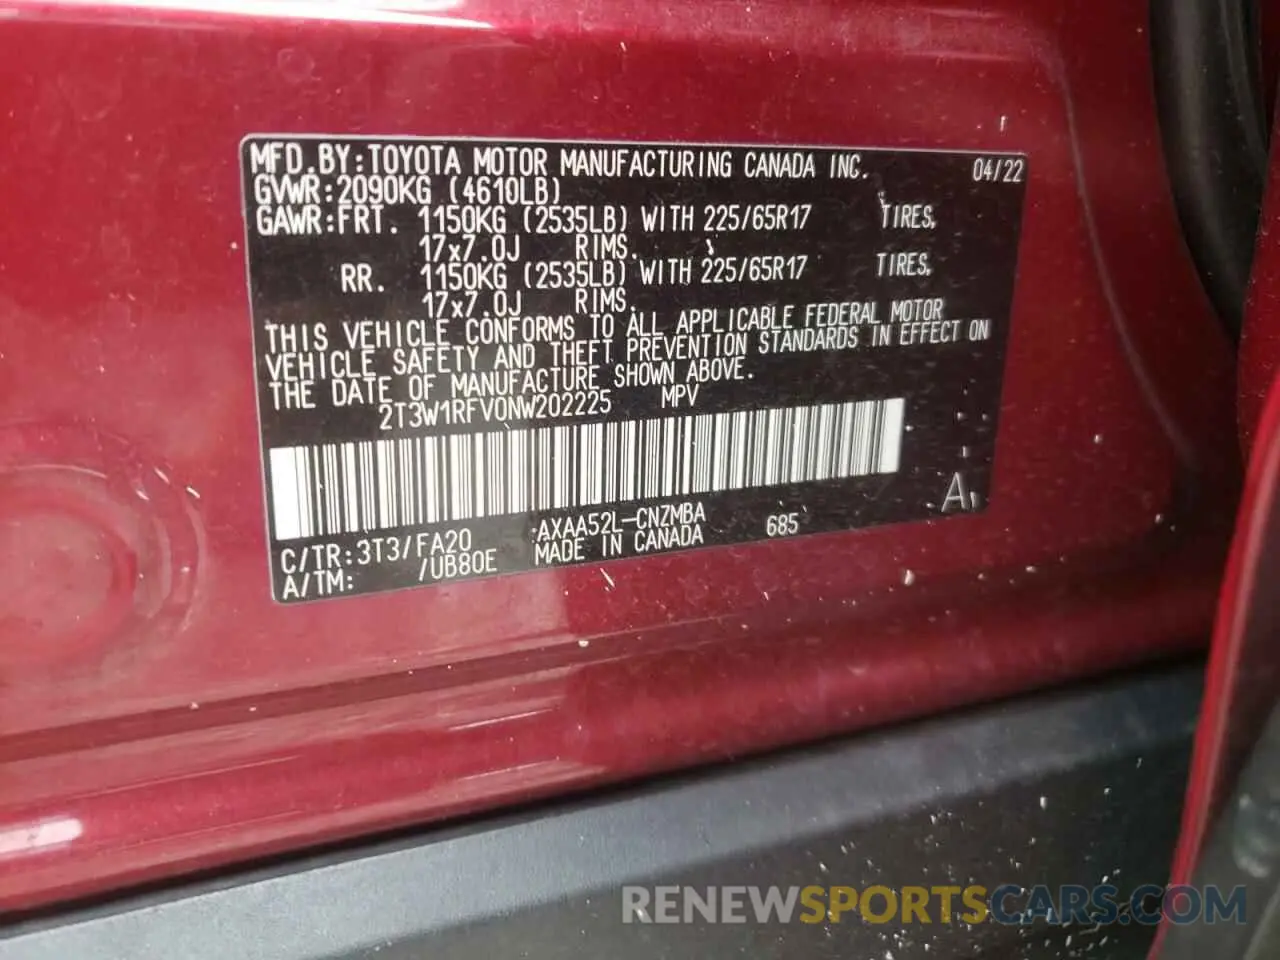 MFD.BY:TOYOTA MOTOR MANUFACTURING CANADA INC. 04/22
GVWR:2090KG (4610LB)
GAWR:FRT. 1150KG (2535LB) WITH 225/65R17 TIRES,
17x7.0J RIMS.
RR. 1150KG (2535LB) WITH 225/65R17 TIRES,
17x7.0J RIMS.
THIS VEHICLE CONFORMS TO ALL APPLICABLE FEDERAL MOTOR
VEHICLE SAFETY AND THEFT PREVENTION STANDARDS IN EFFECT ON
THE DATE OF MANUFACTURE SHOWN ABOVE.
2T3W1RFV0NW202225 MPV
A
C/TR:3T3/FA20 AXAA52L-CNZMBA 685
A/TM: /UB80E MADE IN CANADA
RENEWSPORTSCARS.COM